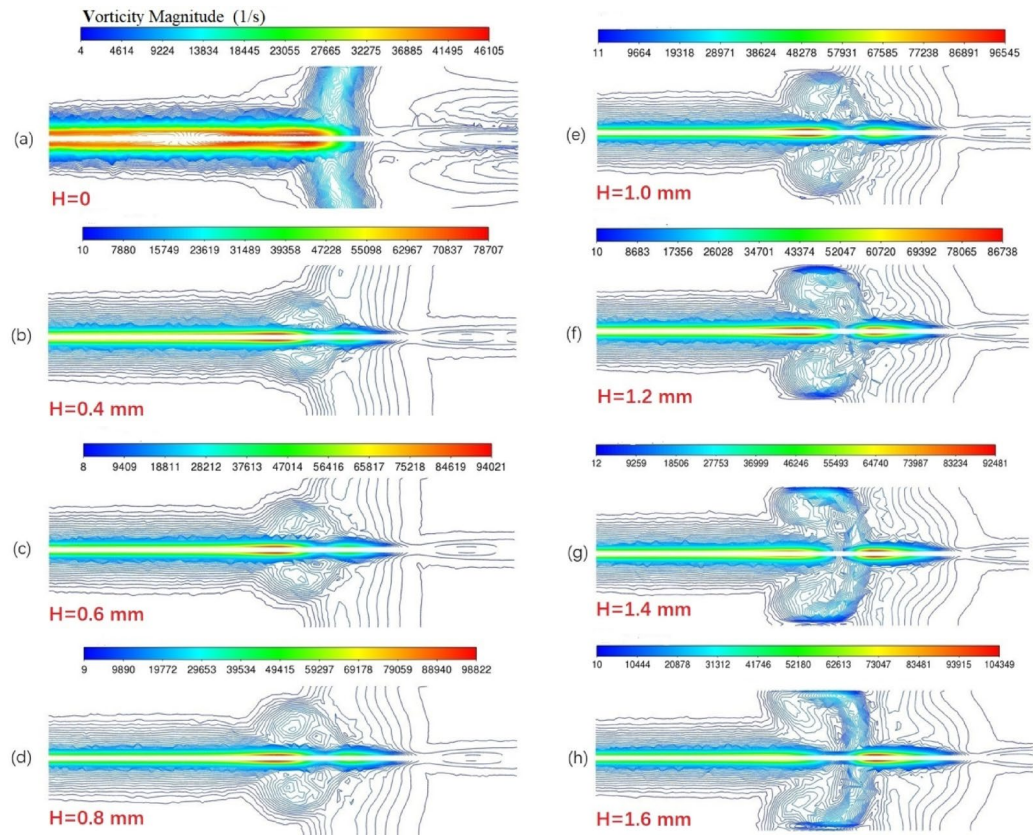 Vorticity Magnitude (1/s)
4 4614 9224 13834 18445 23055 27665 32275 36885 41495 46105
(a)
H=0
10 7880 15749 23619 31489 39358 47228 55098 62967 70837 78707
(b)
H=0.4 mm
8 9409 18811 28212 37613 47014 56416 65817 75218 84619 94021
(c)
H=0.6 mm
9 9890 19772 29653 39534 49415 59297 69178 79059 88940 98822
(d)
H=0.8 mm
11 9664 19318 28971 38624 48278 57931 67585 77238 86891 96545
(e)
H=1.0 mm
10 8683 17356 26028 34701 43374 52047 60720 69392 78065 86738
(f)
H=1.2 mm
12 9259 18506 27753 36999 46246 55493 64740 73987 83234 92481
(g)
H=1.4 mm
10 10444 20878 31312 41746 52180 62613 73047 83481 93915 104349
(h)
H=1.6 mm